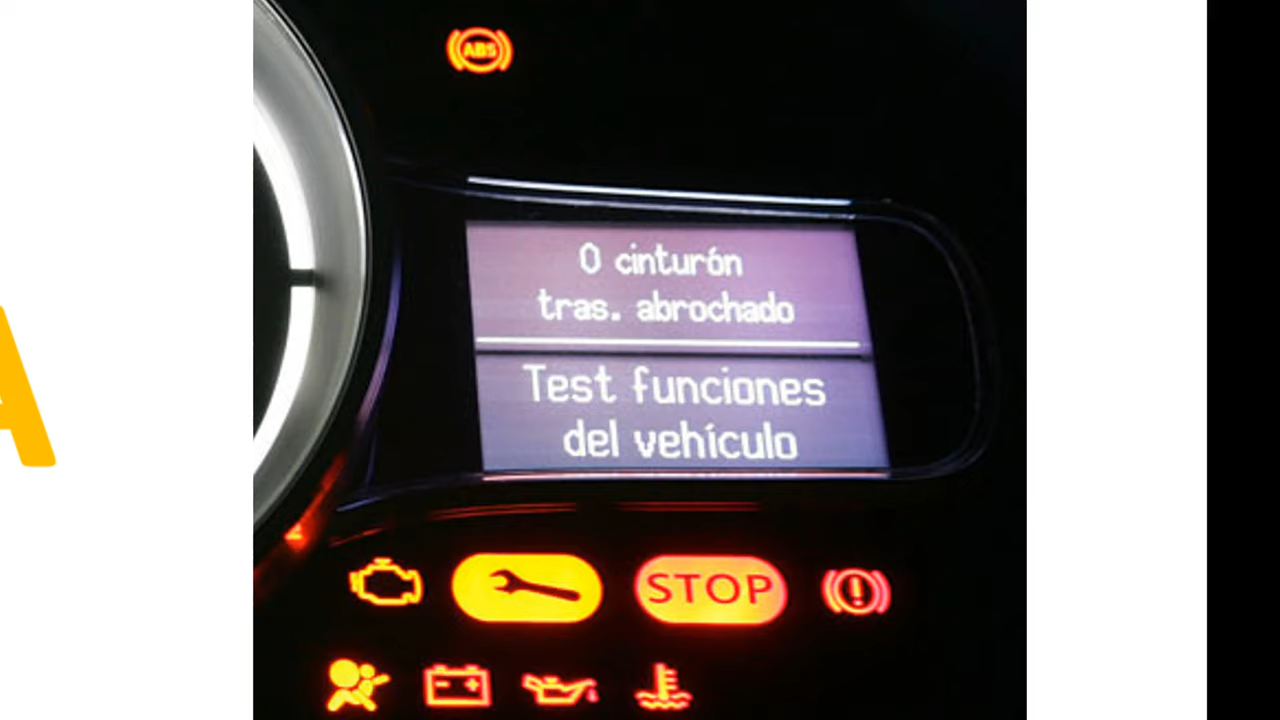 A
ABS
0 cinturón
tras. abrochado
Test funciones
del vehículo
STOP